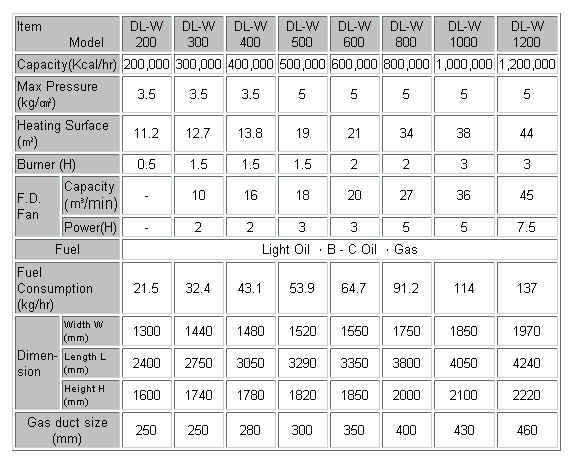 Item Model DL-W 200 DL-W 300 DL-W 400 DL-W 500 DL-W 600 DL-W 800 DL-W 1000 DL-W 1200
Capacity(Kcal/hr) 200,000 300,000 400,000 500,000 600,000 800,000 1,000,000 1,200,000
Max Pressure (kg/㎠) 3.5 3.5 3.5 5 5 5 5 5
Heating Surface (㎡) 11.2 12.7 13.8 19 21 34 38 44
Burner (H) 0.5 1.5 1.5 1.5 2 2 3 3
F.D. Fan Capacity (㎥/min) - 10 16 18 20 27 36 45
Power(H) - 2 2 3 3 5 5 7.5
Fuel Light Oil · B - C Oil · Gas
Fuel Consumption (kg/hr) 21.5 32.4 43.1 53.9 64.7 91.2 114 137
Dimen-sion Width W (mm) 1300 1440 1480 1520 1550 1750 1850 1970
Length L (mm) 2400 2750 3050 3290 3350 3800 4050 4240
Height H (mm) 1600 1740 1780 1820 1850 2000 2100 2220
Gas duct size (mm) 250 250 280 300 350 400 430 460